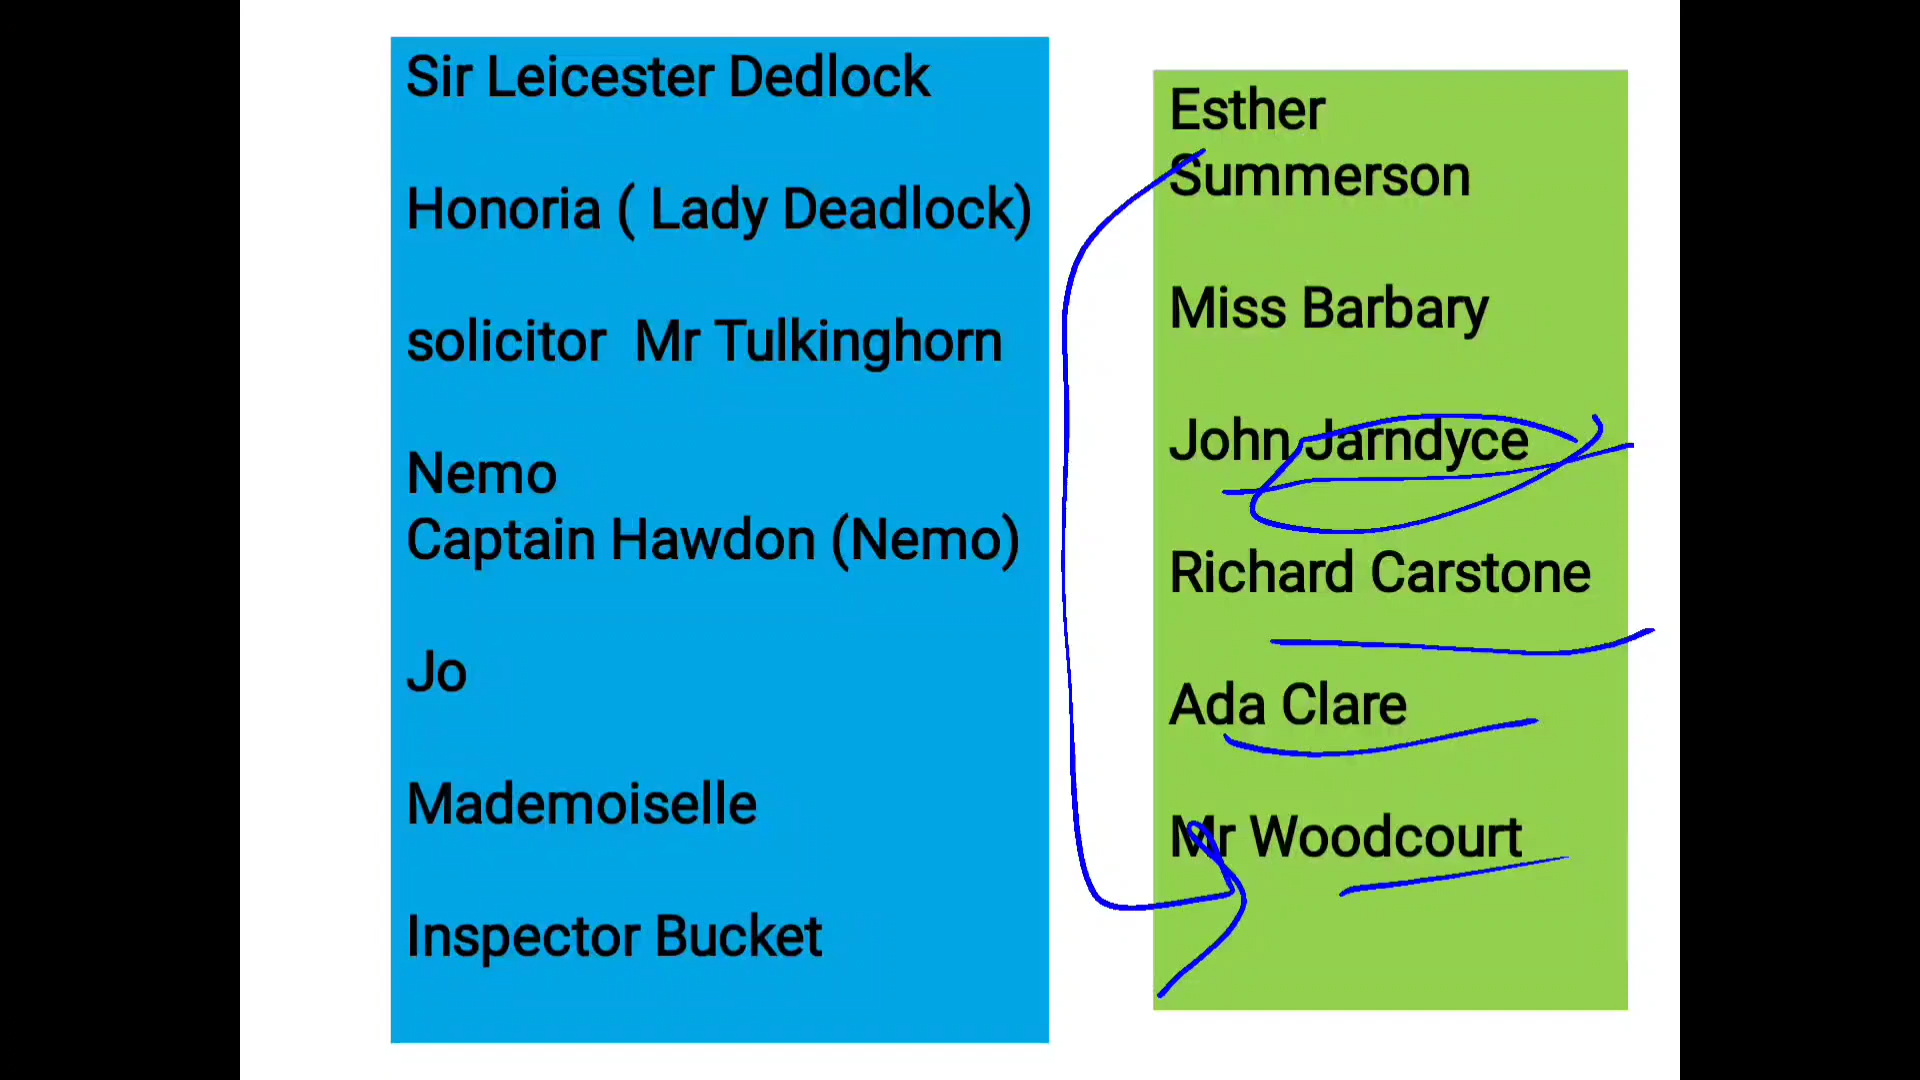 Sir Leicester Dedlock
Honoria ( Lady Deadlock)
solicitor  Mr Tulkinghorn
Nemo
Captain Hawdon (Nemo)
Jo
Mademoiselle
Inspector Bucket
Esther
Summerson
Miss Barbary
John Jarndyce
Richard Carstone
Ada Clare
Mr Woodcourt